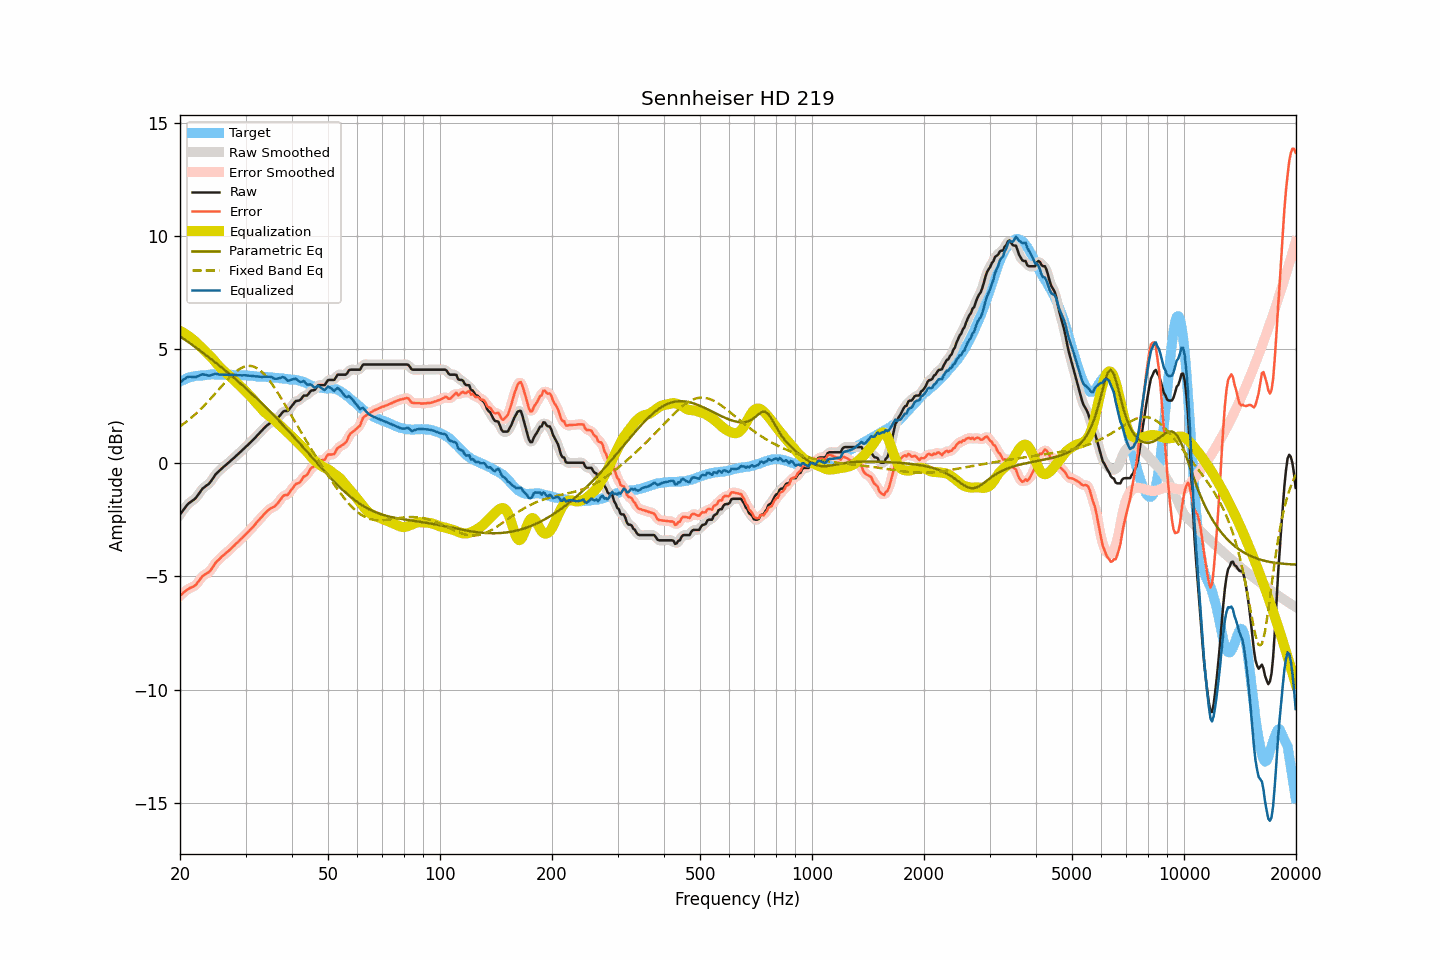 Sennheiser HD 219
15
10
5
0
−5
−10
−15
Amplitude (dBr)
Target
Raw Smoothed
Error Smoothed
Raw
Error
Equalization
Parametric Eq
Fixed Band Eq
Equalized
20 50 100 200 500 1000 2000 5000 10000 20000
Frequency (Hz)